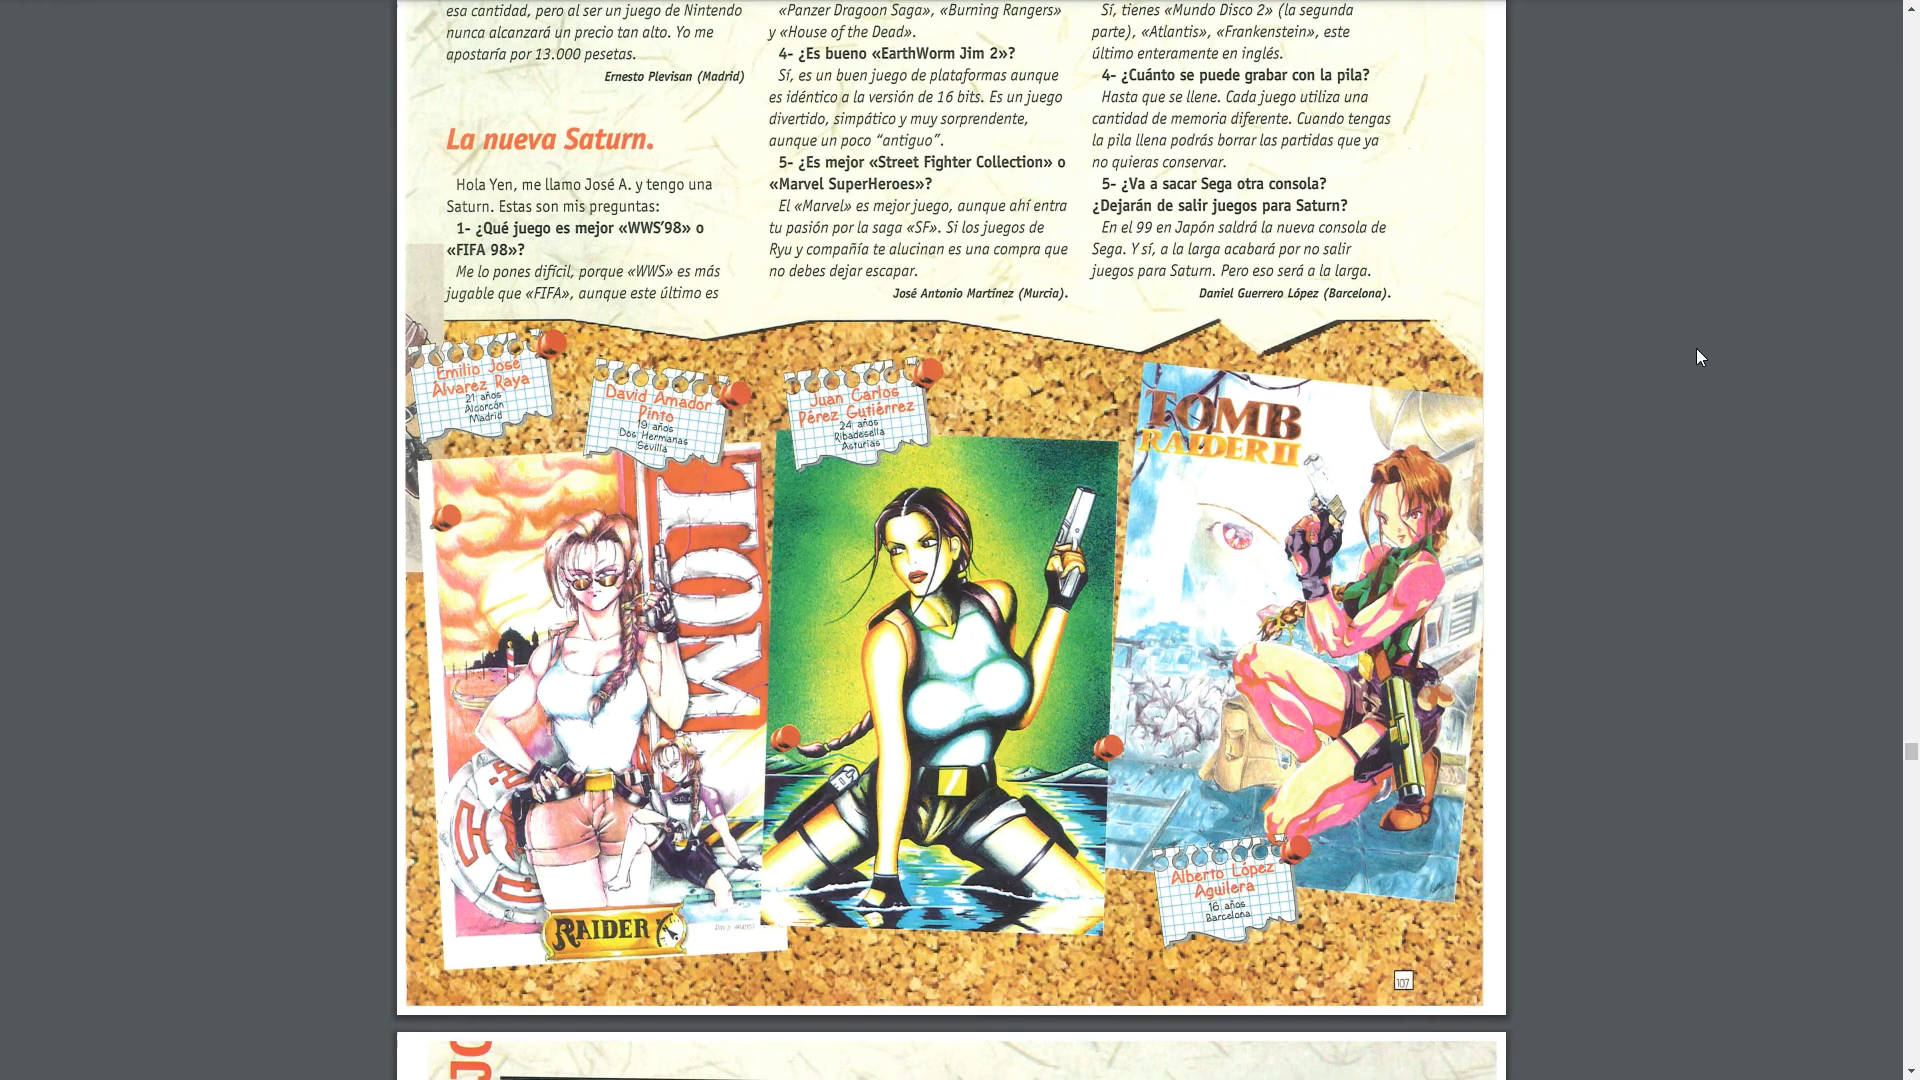 esa cantidad, pero al ser un juego de Nintendo
nunca alcanzará un precio tan alto. Yo me
apostaría por 13.000 pesetas.
Ernesto Plevisan (Madrid)
La nueva Saturn.
Hola Yen, me llamo José A. y tengo una
Saturn. Estas son mis preguntas:
1- ¿Qué juego es mejor «WWS'98» o
«FIFA 98»?
Me lo pones difícil, porque «WWS» es más
jugable que «FIFA», aunque este último es
«Panzer Dragoon Saga», «Burning Rangers»
y «House of the Dead».
4- ¿Es bueno «EarthWorm Jim 2»?
Sí, es un buen juego de plataformas aunque
es idéntico a la versión de 16 bits. Es un juego
divertido, simpático y muy sorprendente,
aunque un poco “antiguo”.
5- ¿Es mejor «Street Fighter Collection» o
«Marvel SuperHeroes»?
El «Marvel» es mejor juego, aunque ahí entra
tu pasión por la saga «SF». Si los juegos de
Ryu y compañía te alucinan es una compra que
no debes dejar escapar.
José Antonio Martínez (Murcia).
Sí, tienes «Mundo Disco 2» (la segunda
parte), «Atlantis», «Frankenstein», este
último enteramente en inglés.
4- ¿Cuánto se puede grabar con la pila?
Hasta que se llene. Cada juego utiliza una
cantidad de memoria diferente. Cuando tengas
la pila llena podrás borrar las partidas que ya
no quieras conservar.
5- ¿Va a sacar Sega otra consola?
¿Dejarán de salir juegos para Saturn?
En el 99 en Japón saldrá la nueva consola de
Sega. Y sí, a la larga acabará por no salir
juegos para Saturn. Pero eso será a la larga.
Daniel Guerrero López (Barcelona).
Emilio José
Álvarez Raya
21 años
Alcorcón
Madrid
David Amador
Pinto
19 años
Dos Hermanas
Sevilla
Juan Carlos
Pérez Gutiérrez
24 años
Ribadesella
Asturias
TOMB
RAIDER II
TOMB
RAIDER
Alberto López
Aguilera
16 años
Barcelona
107